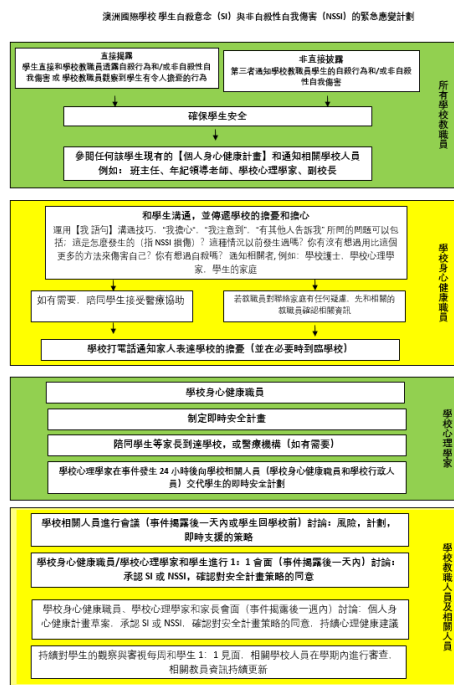 澳洲國際學校 學生自殺意念（SI）與非自殺性自我傷害（NSSI）的緊急應變計劃
直接揭露
學生直接和學校教職員透露自殺行為和/或非自殺性自
我傷害 或 學校教職員觀察到學生有令人擔憂的行為
非直接披露
第三者通知學校教職員學生的自殺行為和/或非自殺
性自我傷害
確保學生安全
參閱任何該學生現有的【個人身心健康計畫】和通知相關學校人員
例如：班主任、年紀領導老師、學校心理學家、副校長
所有學校教職員
和學生溝通，並傳遞學校的擔憂和擔心
運用【我 語句】溝通技巧，“我擔心”，“我注意到”，“有其他人告訴我” 所問的問題可以包
括；這是怎麼發生的（指 NSSI 損傷）？這種情況以前發生過嗎？你有沒有想過用比這個
更多的方法來傷害自己？你有想過自殺嗎？ 通知相關者, 例如：學校護士，學校心理學
家，學生的家庭
如有需要，陪同學生接受醫療協助
若教職員對聯絡家庭有任何疑慮，先和相關的
教職員確認相關資訊
學校打電話通知家人表達學校的擔憂（並在必要時到臨學校）
學校身心健康職員
學校身心健康職員
制定即時安全計畫
陪同學生等家長到達學校，或醫療機構（如有需要）
學校心理學家在事件發生 24 小時後向學校相關人員（學校身心健康職員和學校行政人
員）交代學生的即時安全計劃
學校心理學家
學校相關人員進行會議（事件揭露後一天內或學生回學校前）討論：風險，計劃，
即時支援的策略
學校身心健康職員/學校心理學家和學生進行 1：1 會面（事件揭露後一天內）討論：
承認 SI 或 NSSI，確認對安全計畫策略的同意
學校身心健康職員、學校心理學家和家長會面（事件揭露後一週內）討論：個人身
心健康計畫草案，承認 SI 或 NSSI，確認對安全計畫策略的同意，持續心理健康建議
持續對學生的觀察與審視每周和學生 1：1 見面，相關學校人員在學期內進行審查，
相關教員資訊持續更新
學校教職人員及相關人員